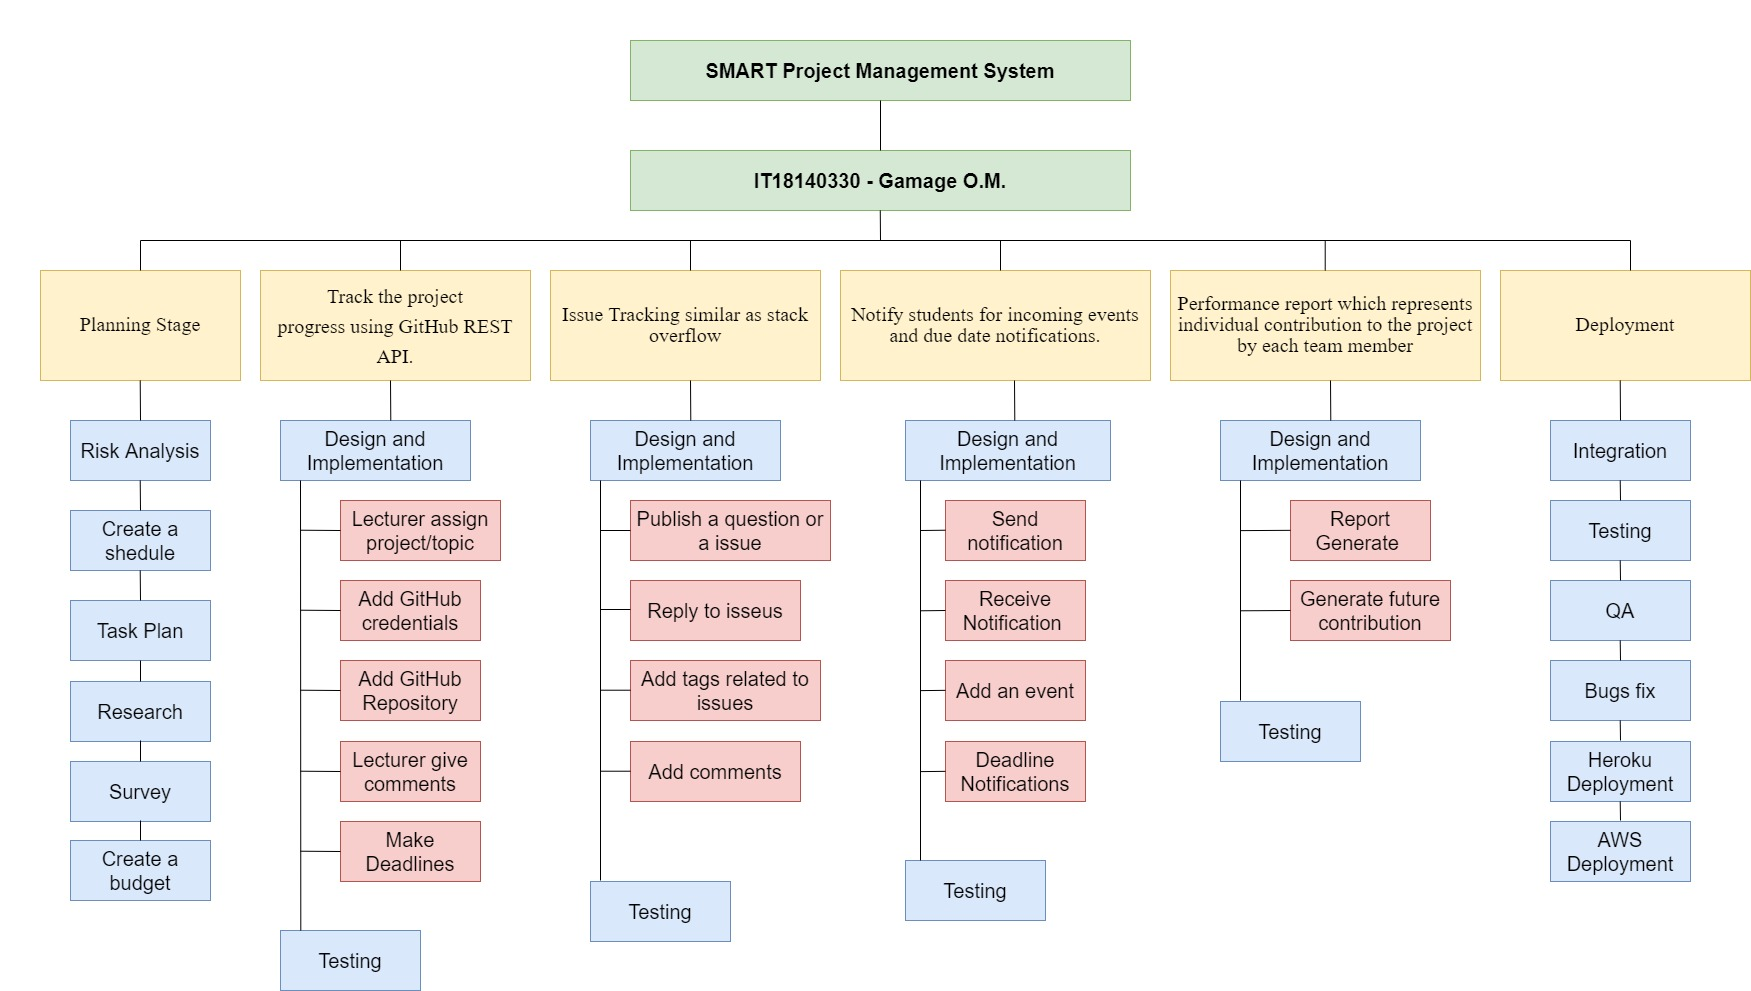 SMART Project Management System
IT18140330 - Gamage O.M.
Planning Stage
Track the project
progress using GitHub REST
API.
Issue Tracking similar as stack
overflow
Notify students for incoming events
and due date notifications.
Performance report which represents
individual contribution to the project
by each team member
Deployment
Risk Analysis
Create a
shedule
Task Plan
Research
Survey
Create a
budget
Design and
Implementation
Lecturer assign
project/topic
Add GitHub
credentials
Add GitHub
Repository
Lecturer give
comments
Make
Deadlines
Testing
Design and
Implementation
Publish a question or
a issue
Reply to isseus
Add tags related to
issues
Add comments
Testing
Design and
Implementation
Send
notification
Receive
Notification
Add an event
Deadline
Notifications
Testing
Design and
Implementation
Report
Generate
Generate future
contribution
Testing
Integration
Testing
QA
Bugs fix
Heroku
Deployment
AWS
Deployment